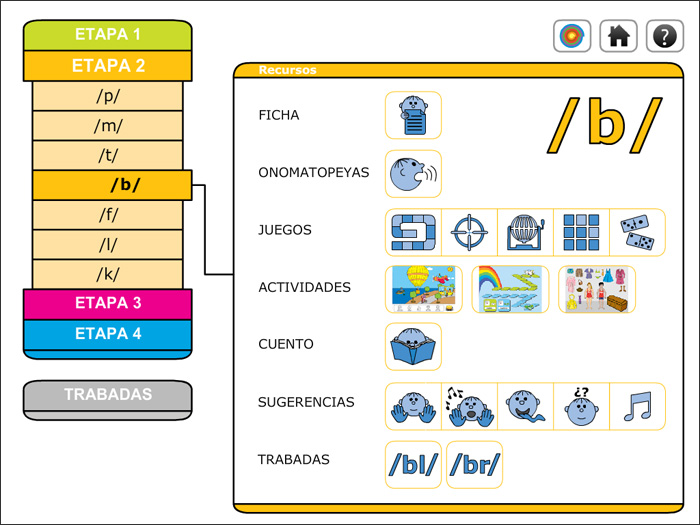 ETAPA 1
ETAPA 2
/p/
/m/
/t/
/b/
/f/
/l/
/k/
ETAPA 3
ETAPA 4
TRABADAS
?
Recursos
/b/
FICHA
ONOMATOPEYAS
JUEGOS
ACTIVIDADES
CUENTO
SUGERENCIAS
¿?
TRABADAS
/bl/ /br/